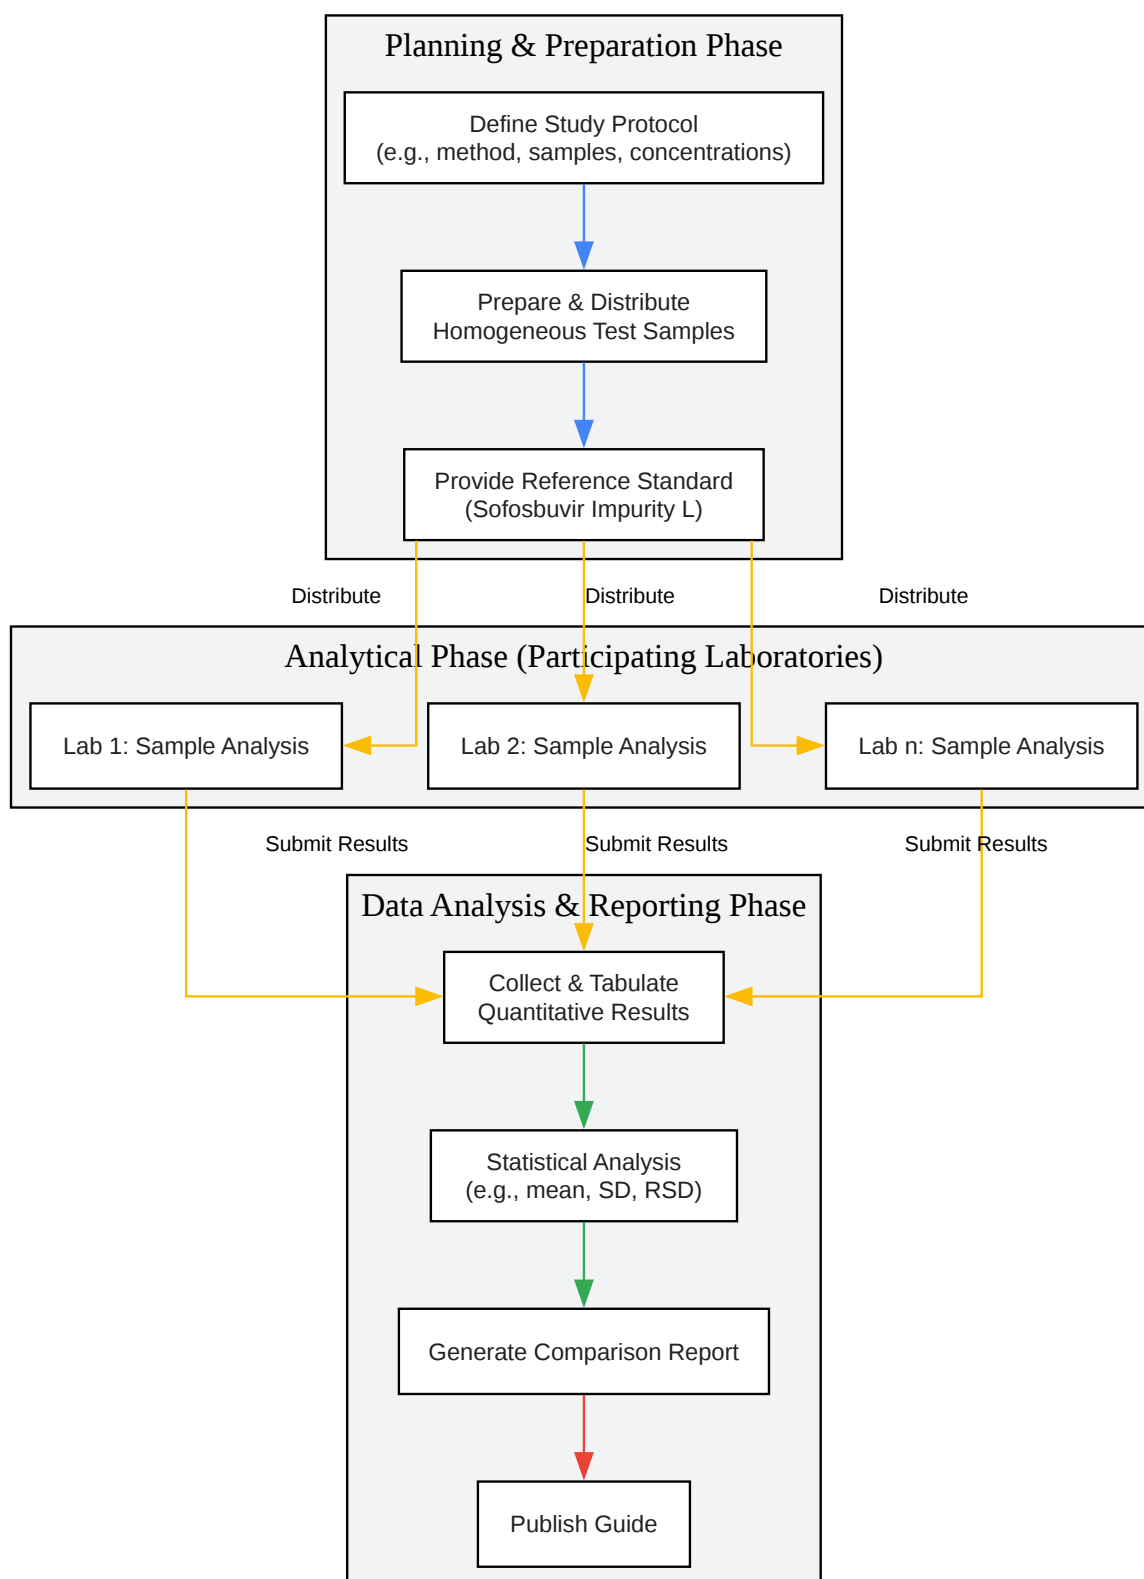 Planning & Preparation Phase
Define Study Protocol
(e.g., method, samples, concentrations)
Prepare & Distribute
Homogeneous Test Samples
Provide Reference Standard
(Sofosbuvir Impurity L)
Distribute
Distribute
Distribute
Analytical Phase (Participating Laboratories)
Lab 1: Sample Analysis
Lab 2: Sample Analysis
Lab n: Sample Analysis
Submit Results
Submit Results
Submit Results
Data Analysis & Reporting Phase
Collect & Tabulate
Quantitative Results
Statistical Analysis
(e.g., mean, SD, RSD)
Generate Comparison Report
Publish Guide